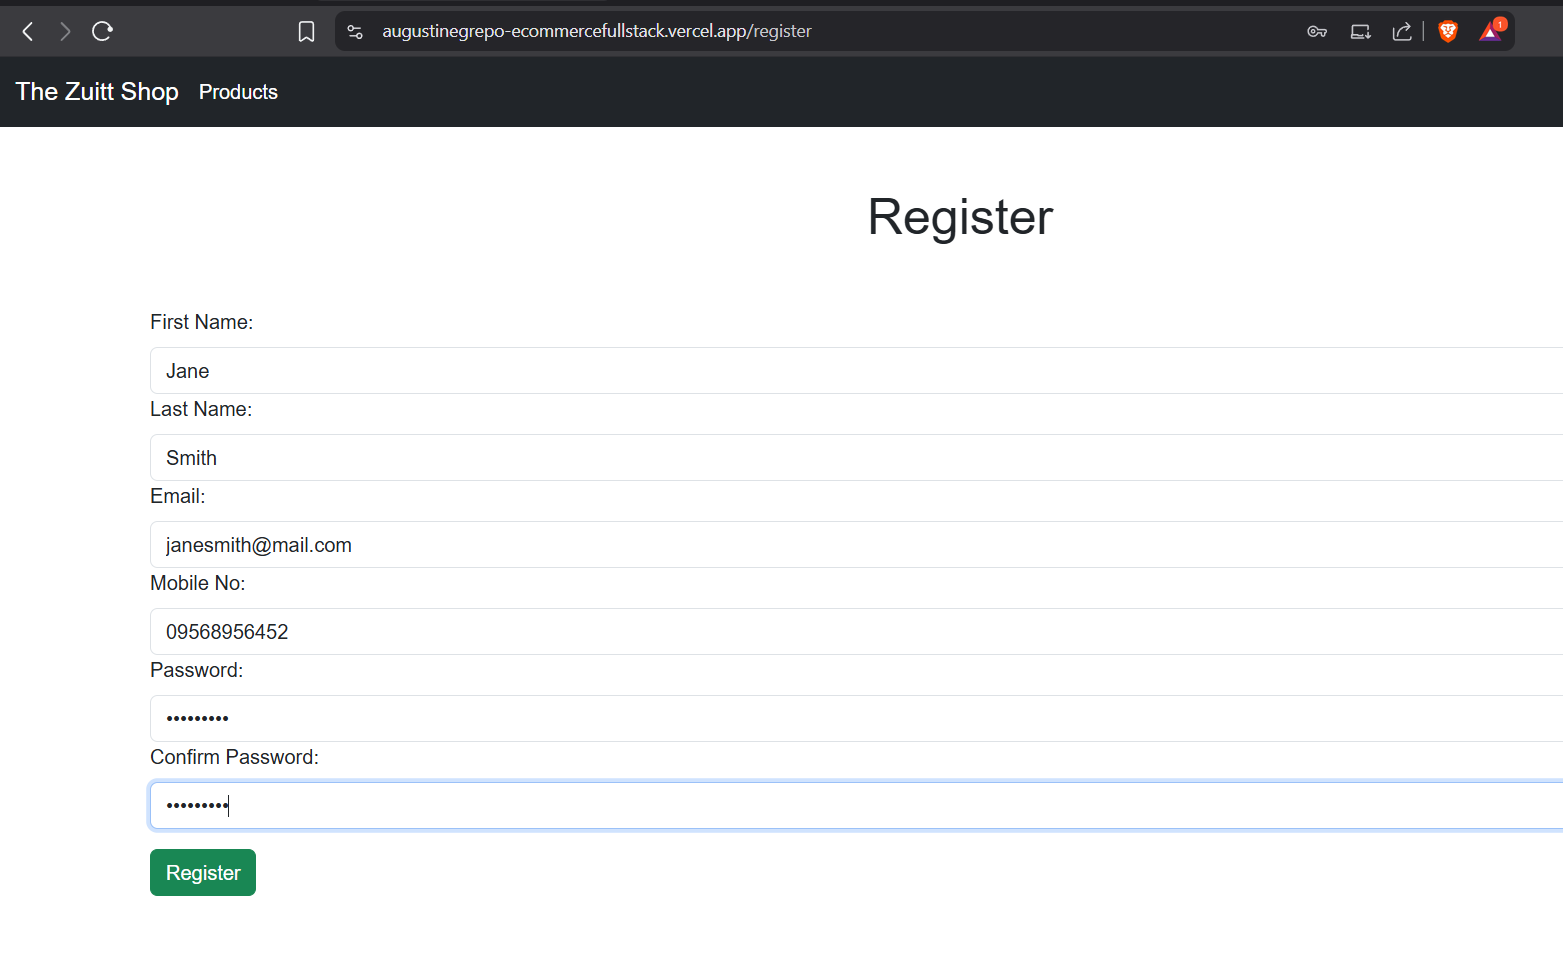 augustinegrepo-ecommercefullstack.vercel.app/register
1
The Zuitt Shop Products
Register
First Name:
Jane
Last Name:
Smith
Email:
janesmith@mail.com
Mobile No:
09568956452
Password:
•••••••••
Confirm Password:
•••••••••
Register